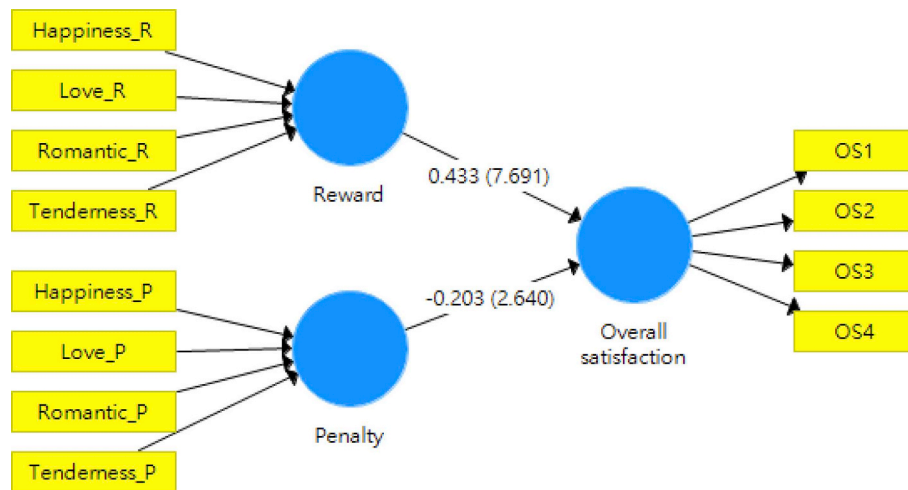 Happiness_R
Love_R
Romantic_R
Tenderness_R
Reward
0.433 (7.691)
Happiness_P
Love_P
Romantic_P
Tenderness_P
Penalty
-0.203 (2.640)
Overall
satisfaction
OS1
OS2
OS3
OS4